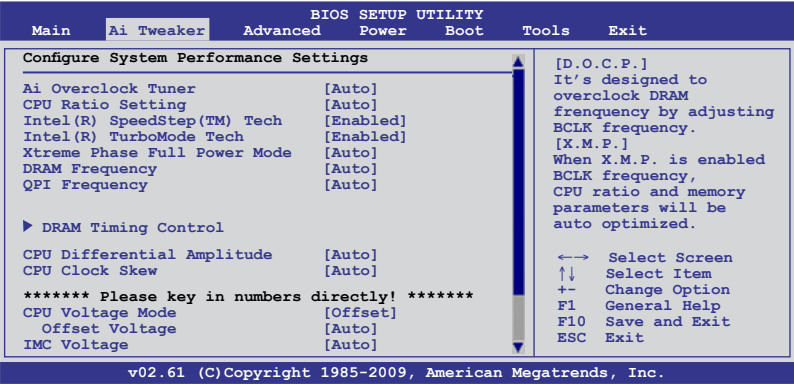 BIOS SETUP UTILITY
Main Ai Tweaker Advanced Power Boot Tools Exit
Configure System Performance Settings
Ai Overclock Tuner [Auto]
CPU Ratio Setting [Auto]
Intel(R) SpeedStep(TM) Tech [Enabled]
Intel(R) TurboMode Tech [Enabled]
Xtreme Phase Full Power Mode [Auto]
DRAM Frequency [Auto]
QPI Frequency [Auto]
DRAM Timing Control
CPU Differential Amplitude [Auto]
CPU Clock Skew [Auto]
******* Please key in numbers directly! *******
CPU Voltage Mode [Offset]
Offset Voltage [Auto]
IMC Voltage [Auto]
[D.O.C.P.]
It's designed to
overclock DRAM
frenquency by adjusting
BCLK frequency.
[X.M.P.]
When X.M.P. is enabled
BCLK frequency,
CPU ratio and memory
parameters will be
auto optimized.
←→ Select Screen
↑↓ Select Item
+- Change Option
F1 General Help
F10 Save and Exit
ESC Exit
v02.61 (C)Copyright 1985-2009, American Megatrends, Inc.